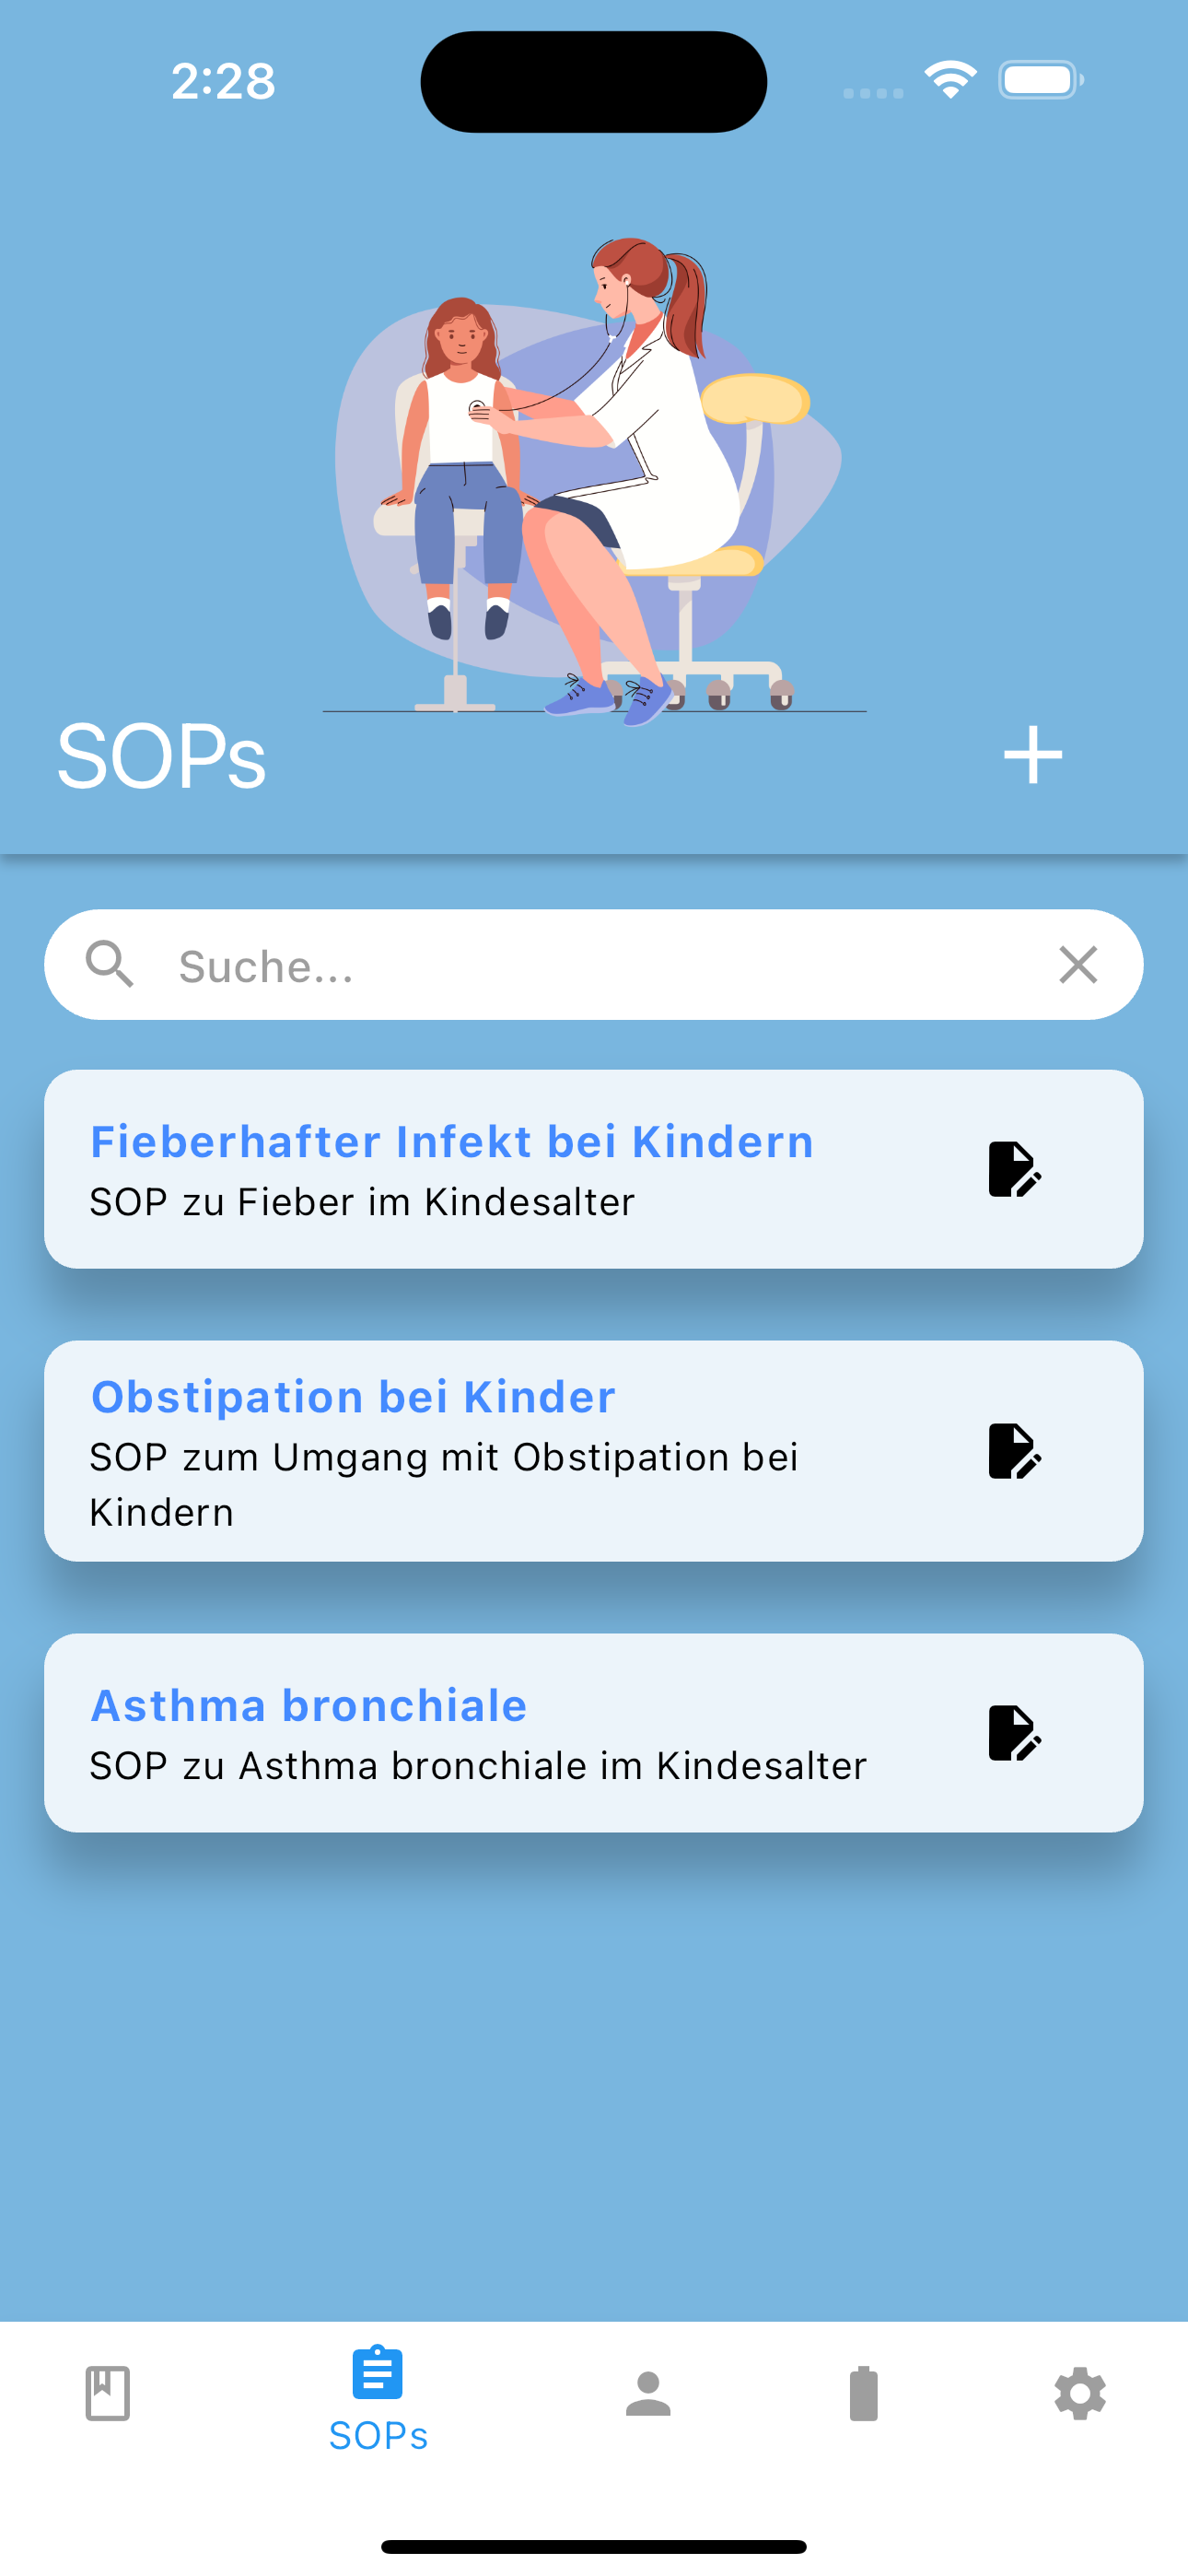 2:28
SOPs
Suche...
Fieberhafter Infekt bei Kindern
SOP zu Fieber im Kindesalter
Obstipation bei Kinder
SOP zum Umgang mit Obstipation bei
Kindern
Asthma bronchiale
SOP zu Asthma bronchiale im Kindesalter
SOPs